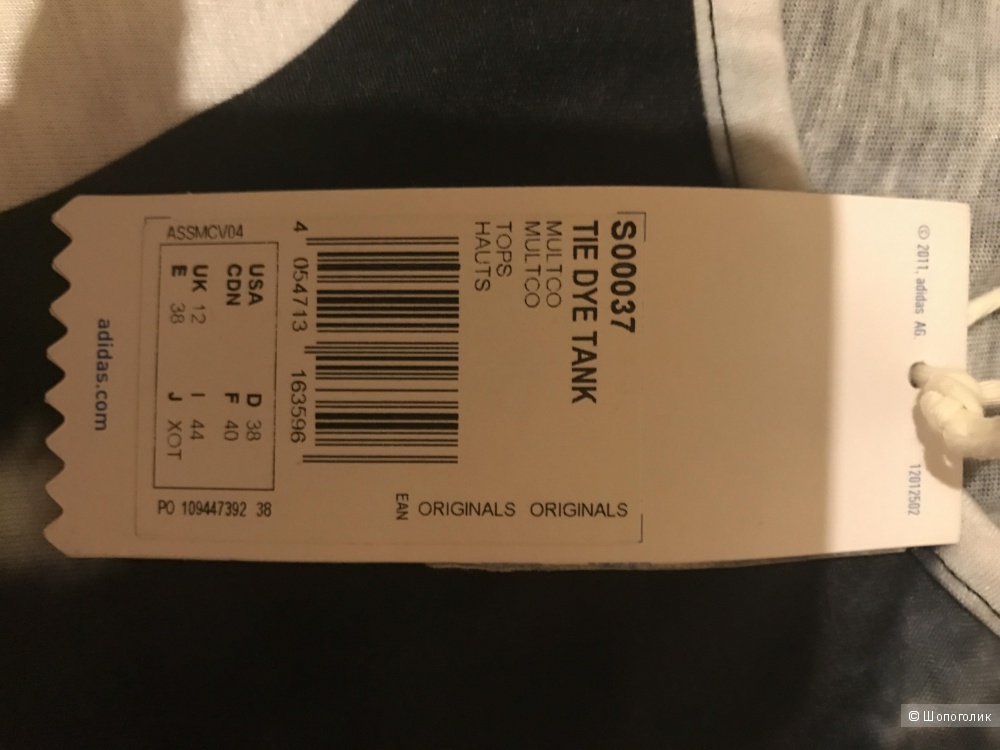 © 2011, adidas AG.
12012502
S00037
TIE DYE TANK
MULTCO
MULTCO
TOPS
HAUTS
ORIGINALS ORIGINALS
EAN
4 054713 163596
ASSMCV04
USA D 38
CDN F 40
UK 12 I 44
E 38 J XOT
PO 109447392 38
adidas.com
© Шопоголик